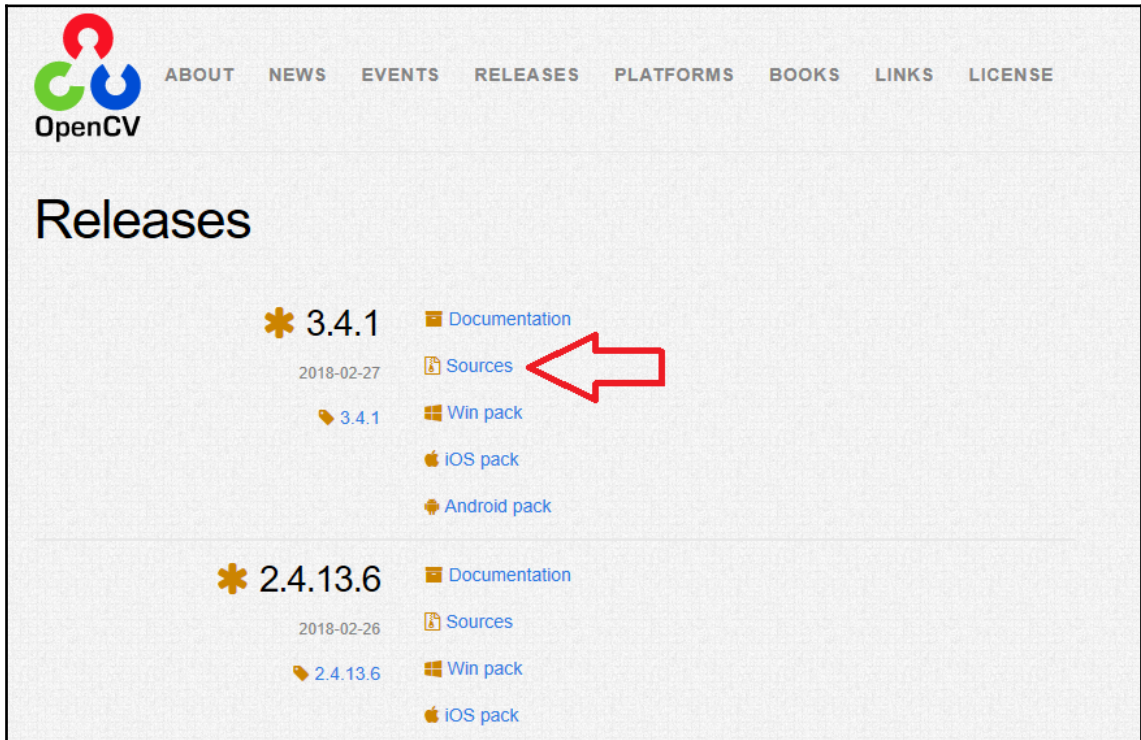 ABOUT NEWS EVENTS RELEASES PLATFORMS BOOKS LINKS LICENSE
OpenCV
Releases
3.4.1
2018-02-27
3.4.1
Documentation
Sources
Win pack
iOS pack
Android pack
2.4.13.6
2018-02-26
2.4.13.6
Documentation
Sources
Win pack
iOS pack